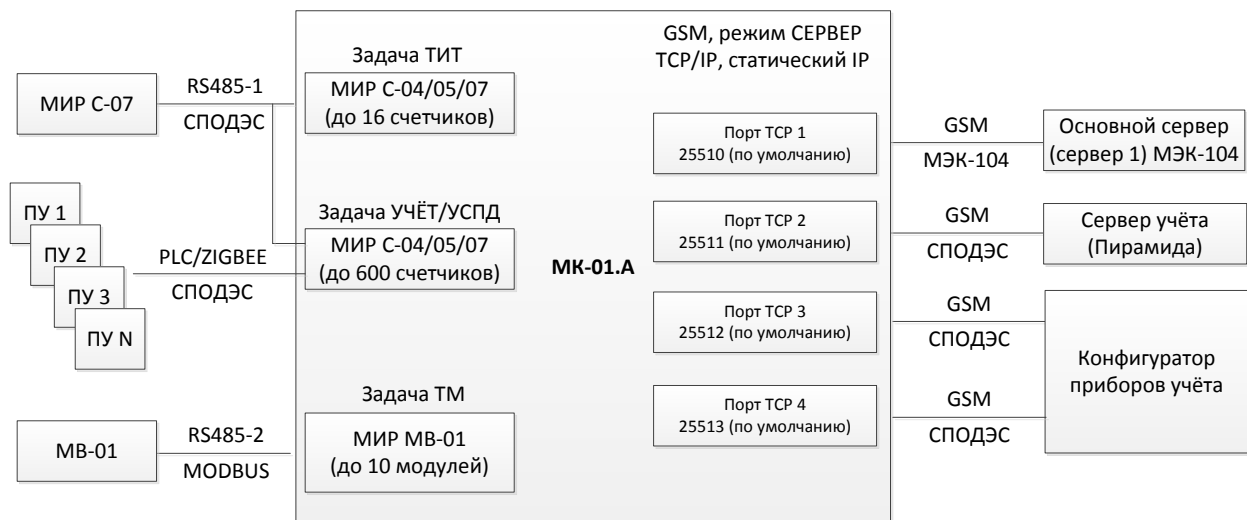 GSM, режим СЕРВЕР
TCP/IP, статический IP
Задача ТИТ
МИР С-07
RS485-1
СПОДЭС
МИР С-04/05/07
(до 16 счетчиков)
Порт TCP 1
25510 (по умолчанию)
GSM
МЭК-104
Основной сервер
(сервер 1) МЭК-104
ПУ 1
ПУ 2
ПУ 3
ПУ N
PLC/ZIGBEE
СПОДЭС
Задача УЧЁТ/УСПД
МИР С-04/05/07
(до 600 счетчиков)
МК-01.А
Порт TCP 2
25511 (по умолчанию)
GSM
СПОДЭС
Сервер учёта
(Пирамида)
Порт TCP 3
25512 (по умолчанию)
GSM
СПОДЭС
Конфигуратор
приборов учёта
Задача ТМ
МВ-01
RS485-2
MODBUS
МИР МВ-01
(до 10 модулей)
Порт TCP 4
25513 (по умолчанию)
GSM
СПОДЭС